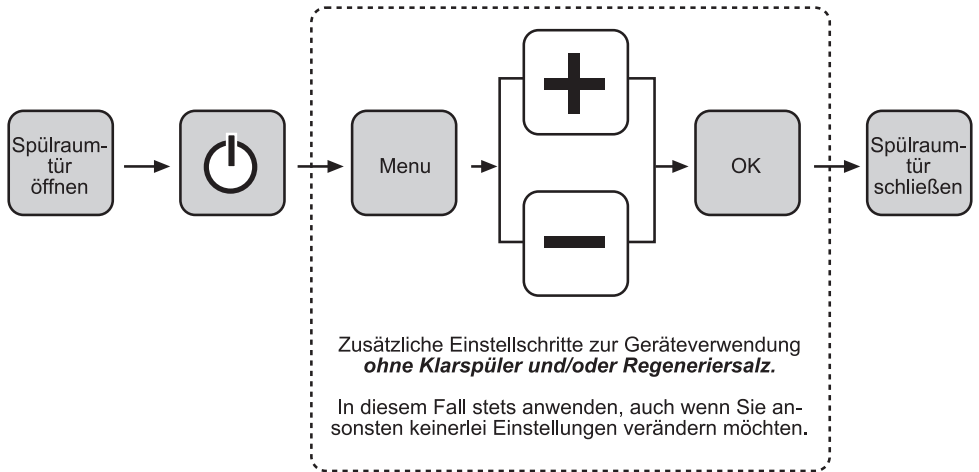 Spülraum-
tür
öffnen
Menu
+
−
OK
Spülraum-
tür
schließen
Zusätzliche Einstellschritte zur Geräteverwendung
ohne Klarspüler und/oder Regeneriersalz.
In diesem Fall stets anwenden, auch wenn Sie an-
sonsten keinerlei Einstellungen verändern möchten.